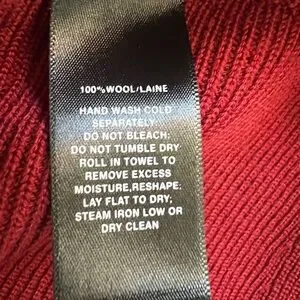 100%WOOL/LAINE
HAND WASH COLD
SEPARATELY
DO NOT BLEACH;
DO NOT TUMBLE DRY
ROLL IN TOWEL TO
REMOVE EXCESS
MOISTURE,RESHAPE;
LAY FLAT TO DRY;
STEAM IRON LOW OR
DRY CLEAN